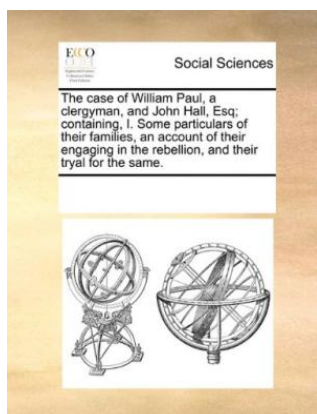 ECCO
Social Sciences
The case of William Paul, a
clergyman, and John Hall, Esq;
containing, I. Some particulars of
their families, an account of their
engaging in the rebellion, and their
tryal for the same.